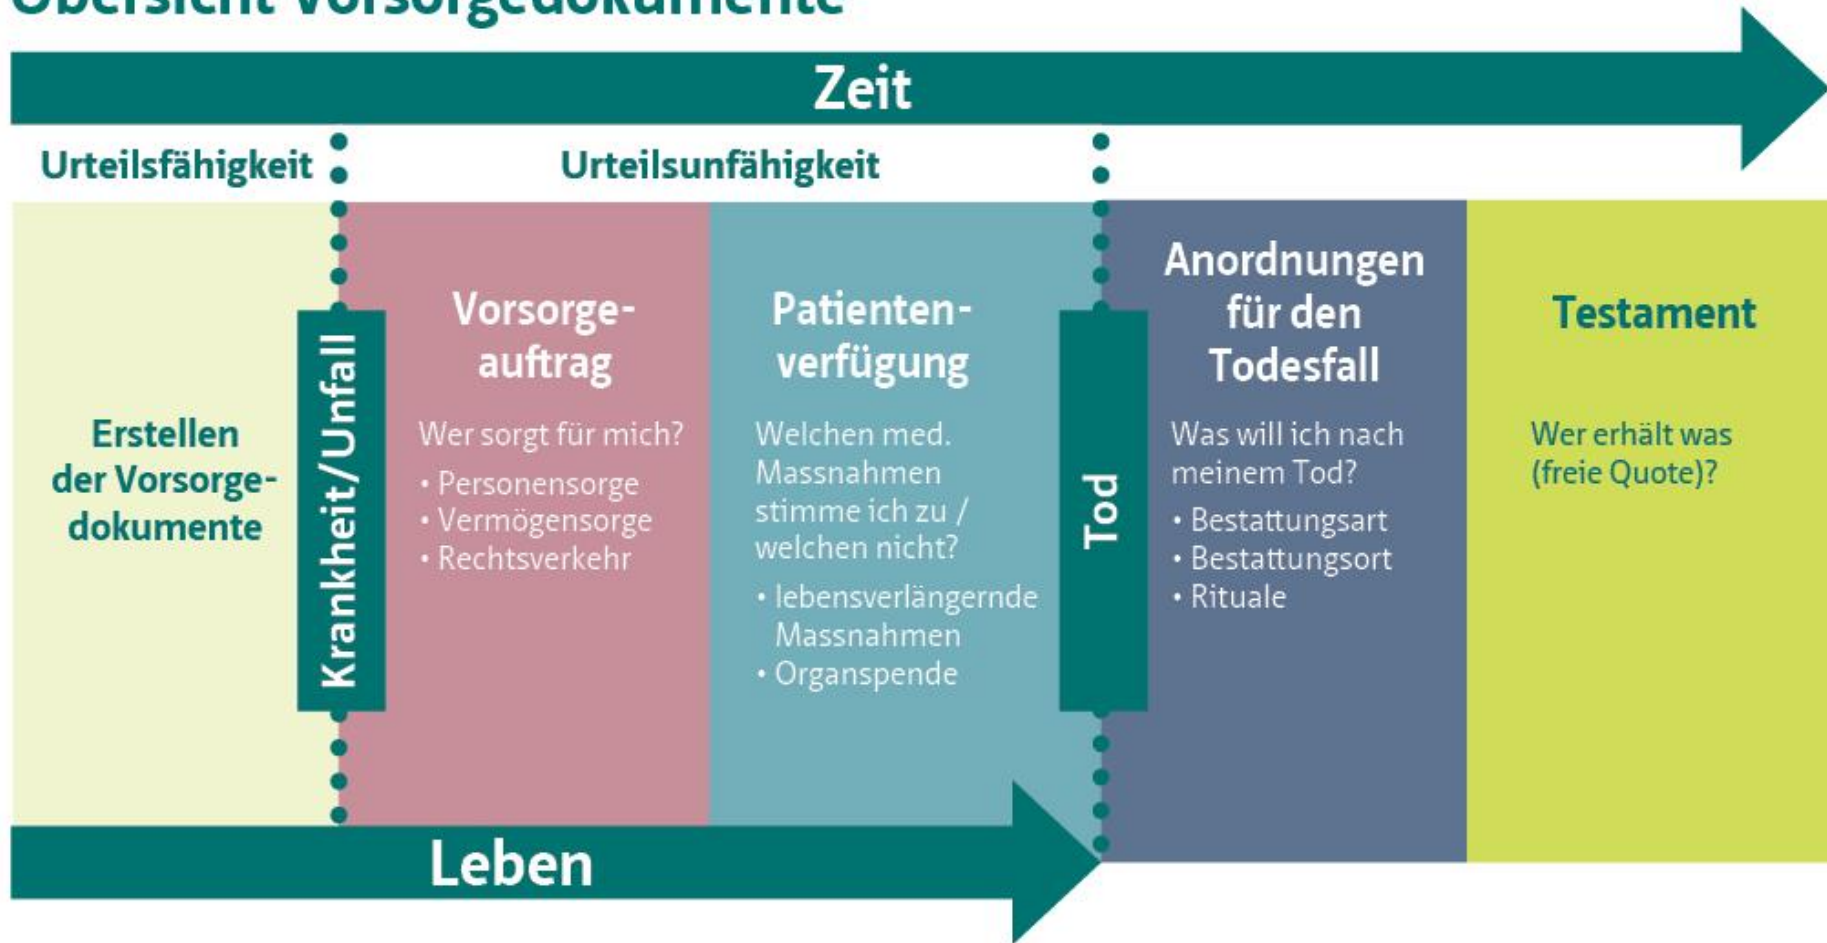 Übersicht Vorsorgedokumente
Zeit
Urteilsfähigkeit
Urteilsunfähigkeit
Erstellen
der Vorsorge-
dokumente
Krankheit/Unfall
Vorsorge-
auftrag
Wer sorgt für mich?
• Personensorge
• Vermögensorge
• Rechtsverkehr
Patienten-
verfügung
Welchen med.
Massnahmen
stimme ich zu /
welchen nicht?
• lebensverlängernde
Massnahmen
• Organspende
Tod
Anordnungen
für den
Todesfall
Was will ich nach
meinem Tod?
• Bestattungsart
• Bestattungsort
• Rituale
Testament
Wer erhält was
(freie Quote)?
Leben